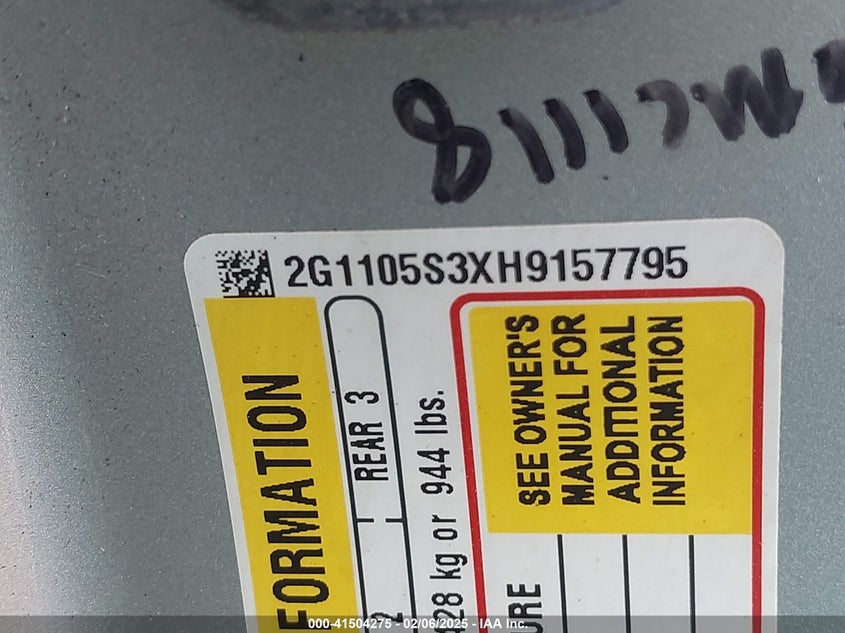 2G1105S3XH9157795
FORMATION
REAR 3
428 kg or 944 lbs.
SEE OWNER'S
MANUAL FOR
ADDITIONAL
INFORMATION
URE
000-41504275 - 02/06/2025 - IAA Inc.